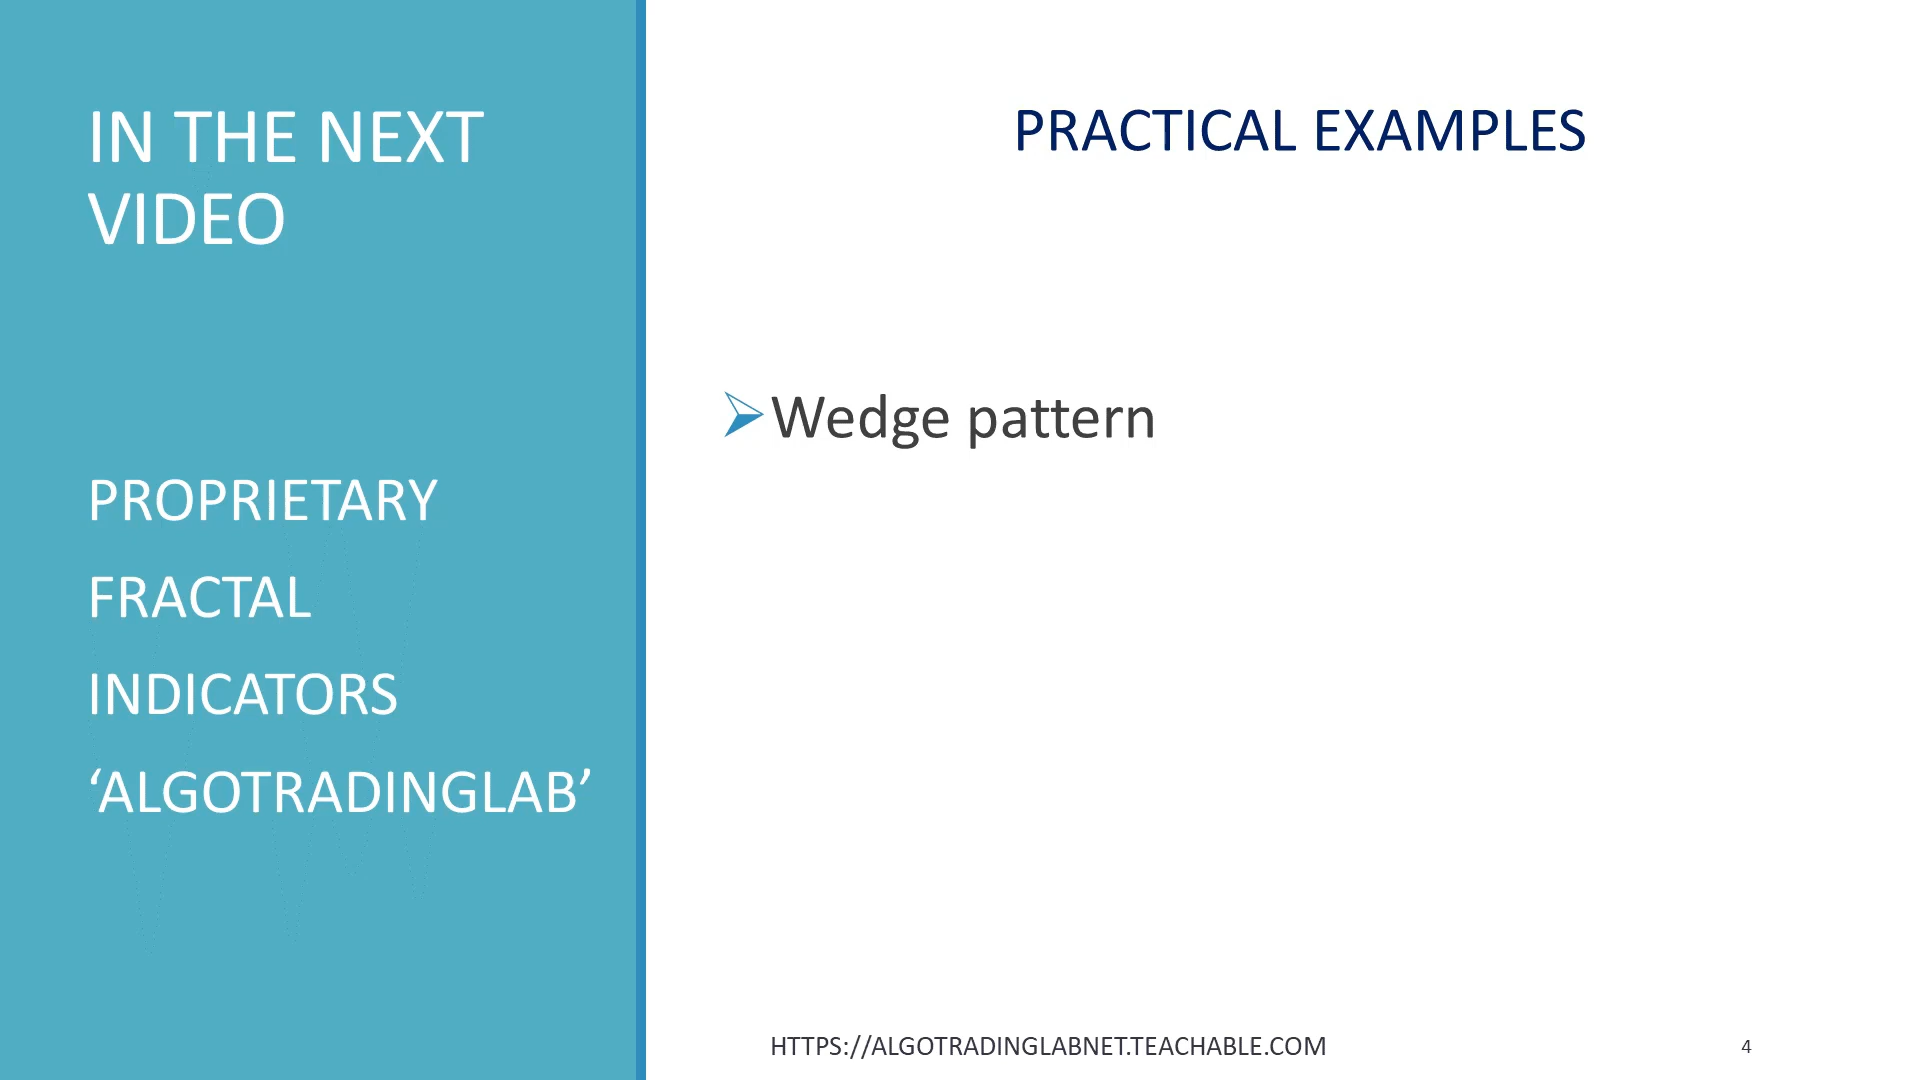 IN THE NEXT
VIDEO
PROPRIETARY
FRACTAL
INDICATORS
‘ALGOTRADINGLAB’
PRACTICAL EXAMPLES
Wedge pattern
HTTPS://ALGOTRADINGLABNET.TEACHABLE.COM
4